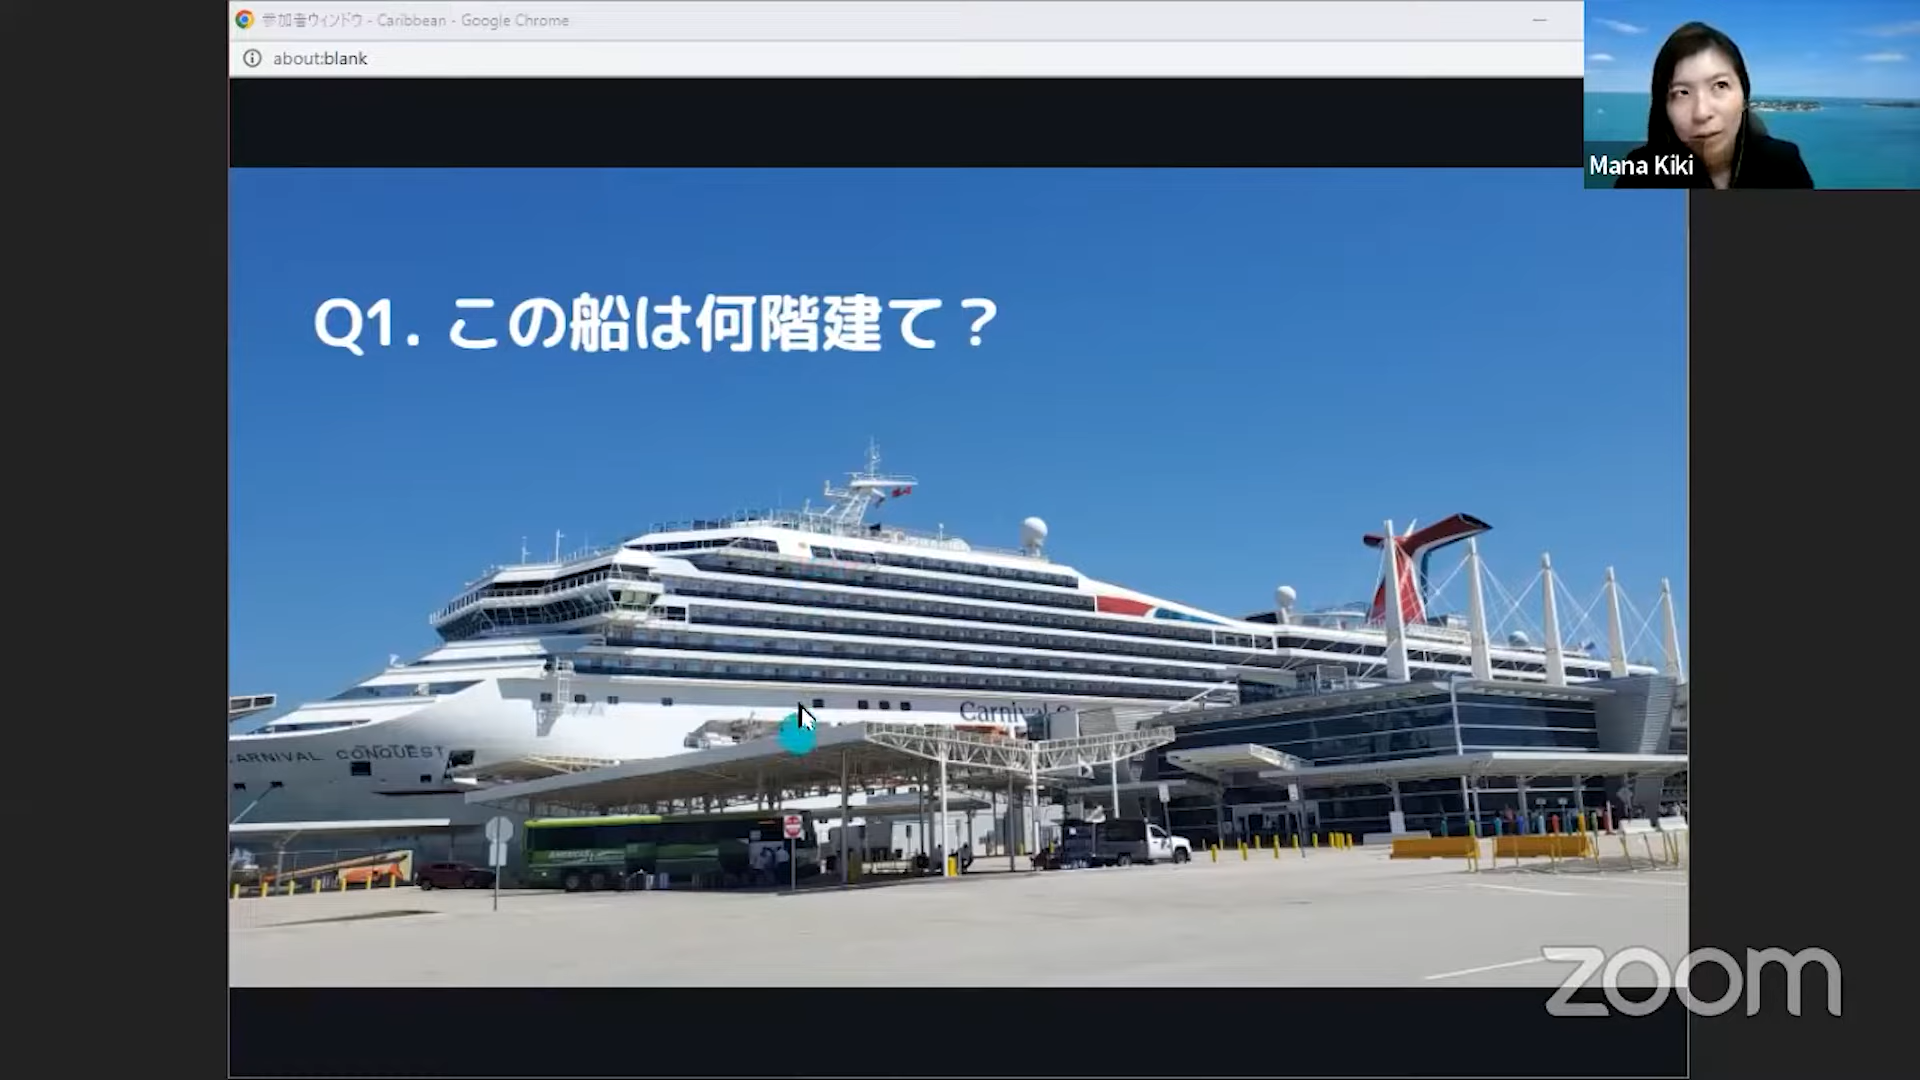 参加者ウィンドウ - Caribbean - Google Chrome
about:blank
Mana Kiki
Q1. この船は何階建て？
Carnival C
ARNIVAL CONQUEST
zoom